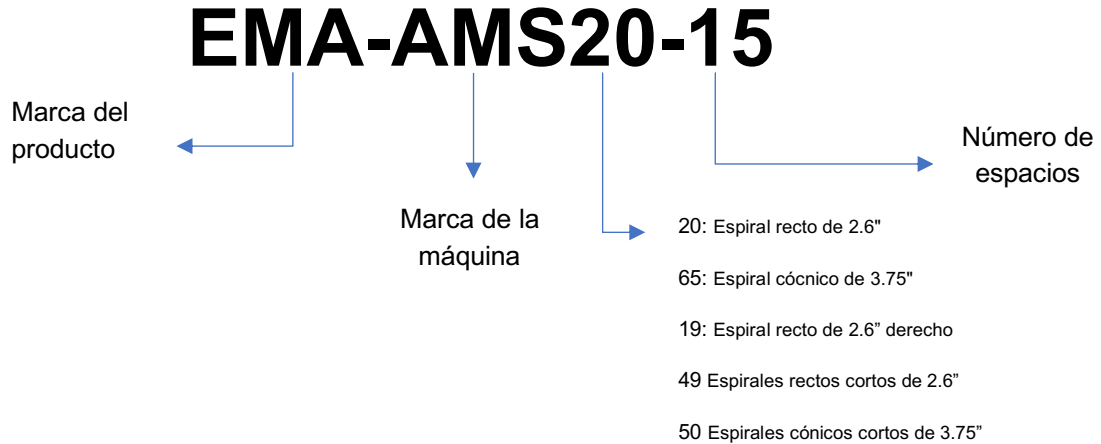 EMA-AMS20-15
Marca del
producto
Número de
espacios
Marca de la
máquina
20: Espiral recto de 2.6"
65: Espiral cócnico de 3.75"
19: Espiral recto de 2.6” derecho
49 Espirales rectos cortos de 2.6”
50 Espirales cónicos cortos de 3.75”